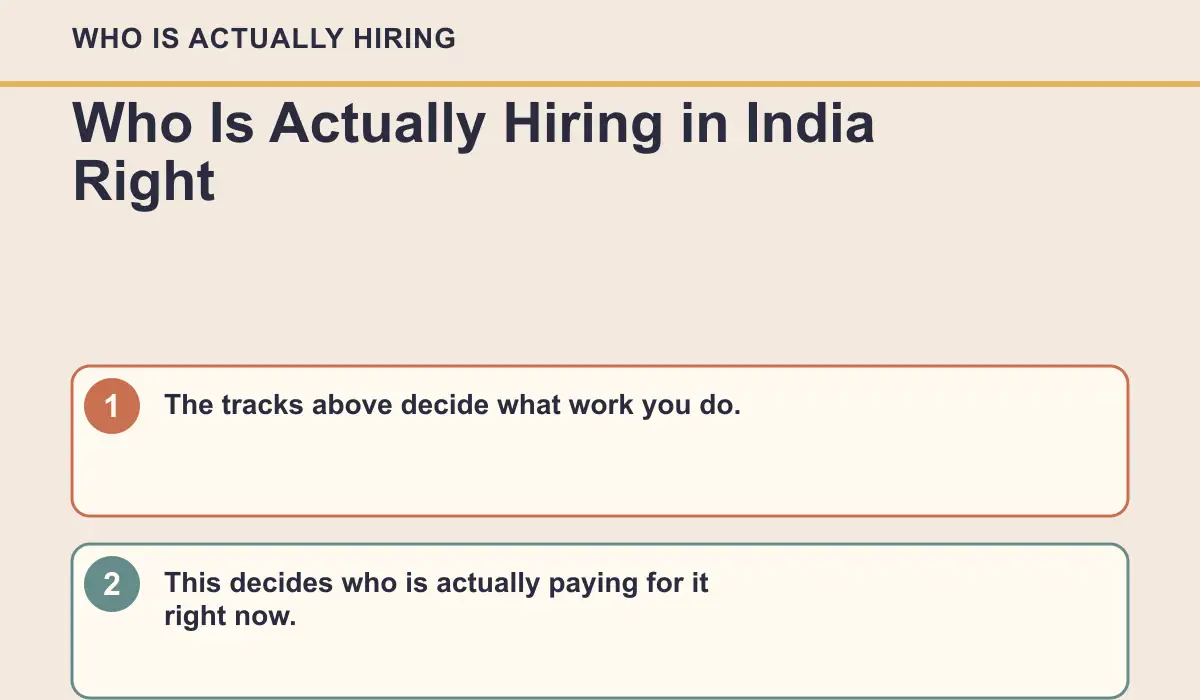 WHO IS ACTUALLY HIRING
Who Is Actually Hiring in India
Right
1
The tracks above decide what work you do.
2
This decides who is actually paying for it
right now.